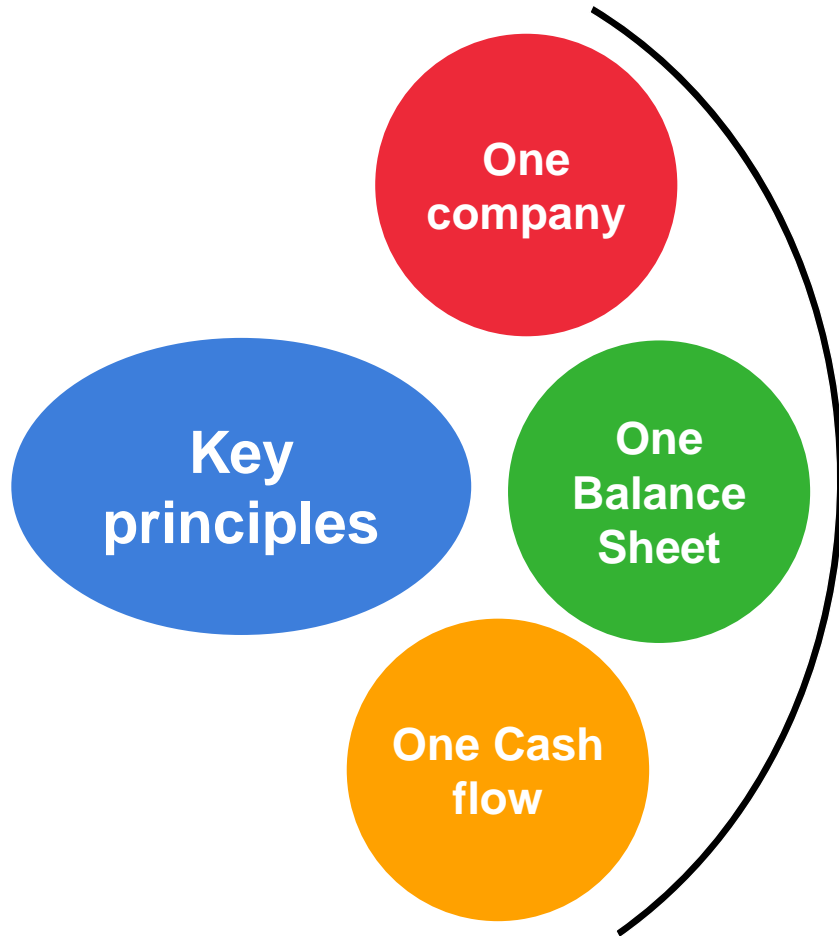 One
company
Key
principles
One
Balance
Sheet
One Cash
flow